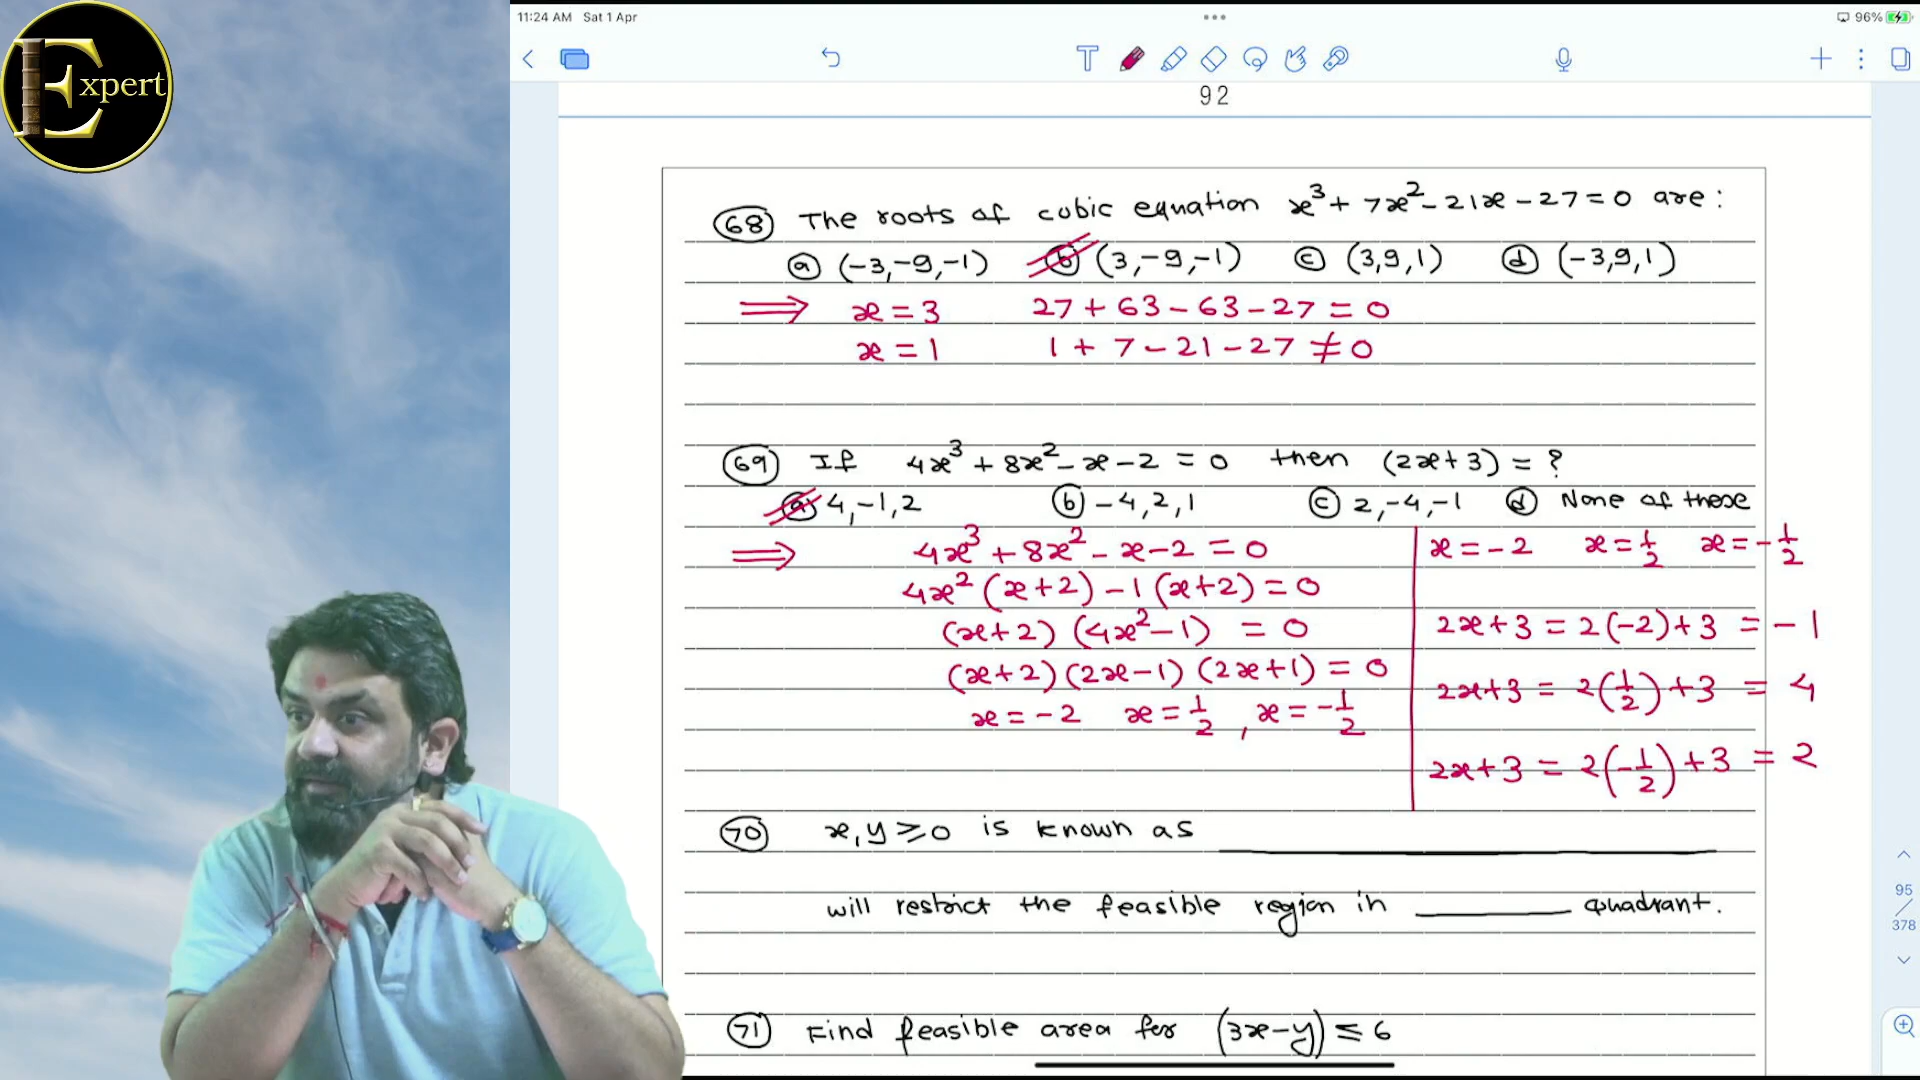 Expert
11:24 AM Sat 1 Apr
96%
T
92
68 The roots of cubic equation x³ + 7x² - 21x - 27 = 0 are :
a (-3, -9, -1) b (3, -9, -1) c (3, 9, 1) d (-3, 9, 1)
⟹ x = 3 27 + 63 - 63 - 27 = 0
x = 1 1 + 7 - 21 - 27 ≠ 0
69 If 4x³ + 8x² - x - 2 = 0 then (2x + 3) = ?
a 4, -1, 2 b -4, 2, 1 c 2, -4, -1 d None of these
⟹ 4x³ + 8x² - x - 2 = 0
4x² (x+2) - 1 (x+2) = 0
(x+2) (4x² - 1) = 0
(x+2) (2x-1) (2x+1) = 0
x = -2 x = 1/2 , x = -1/2
x = -2 x = 1/2 x = -1/2
2x + 3 = 2(-2) + 3 = -1
2x + 3 = 2(1/2) + 3 = 4
2x + 3 = 2(-1/2) + 3 = 2
70 x, y ≥ 0 is known as ____________
will restrict the feasible region in ______ quadrant.
71 Find feasible area for (3x - y) ≤ 6
95
/
378